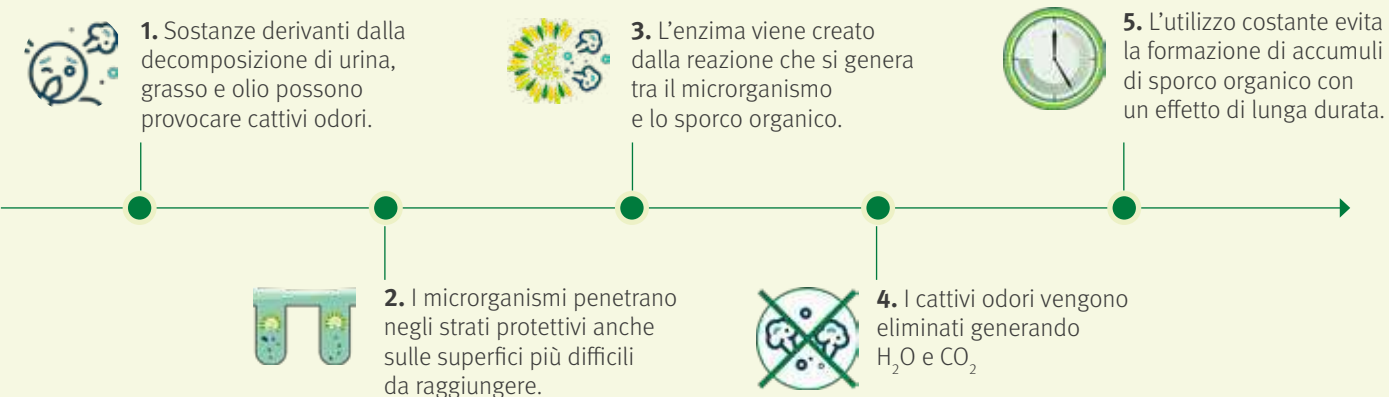 1. Sostanze derivanti dalla
decomposizione di urina,
grasso e olio possono
provocare cattivi odori.
2. I microrganismi penetrano
negli strati protettivi anche
sulle superfici più difficili
da raggiungere.
3. L’enzima viene creato
dalla reazione che si genera
tra il microrganismo
e lo sporco organico.
4. I cattivi odori vengono
eliminati generando
H₂O e CO₂
5. L’utilizzo costante evita
la formazione di accumuli
di sporco organico con
un effetto di lunga durata.